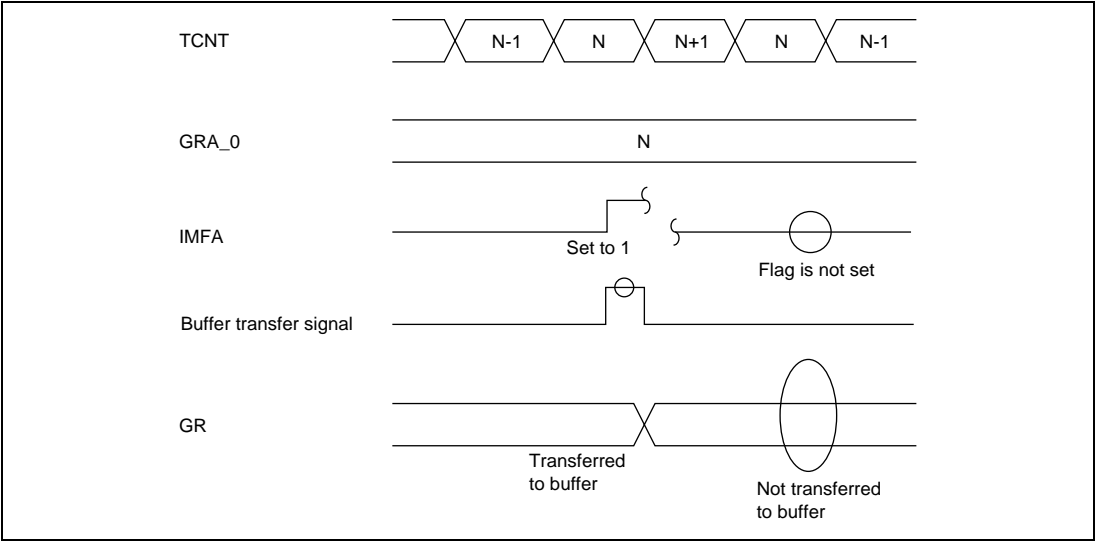 TCNT
N-1
N
N+1
N
N-1
GRA_0
N
IMFA
Set to 1
Flag is not set
Buffer transfer signal
GR
Transferred
to buffer
Not transferred
to buffer